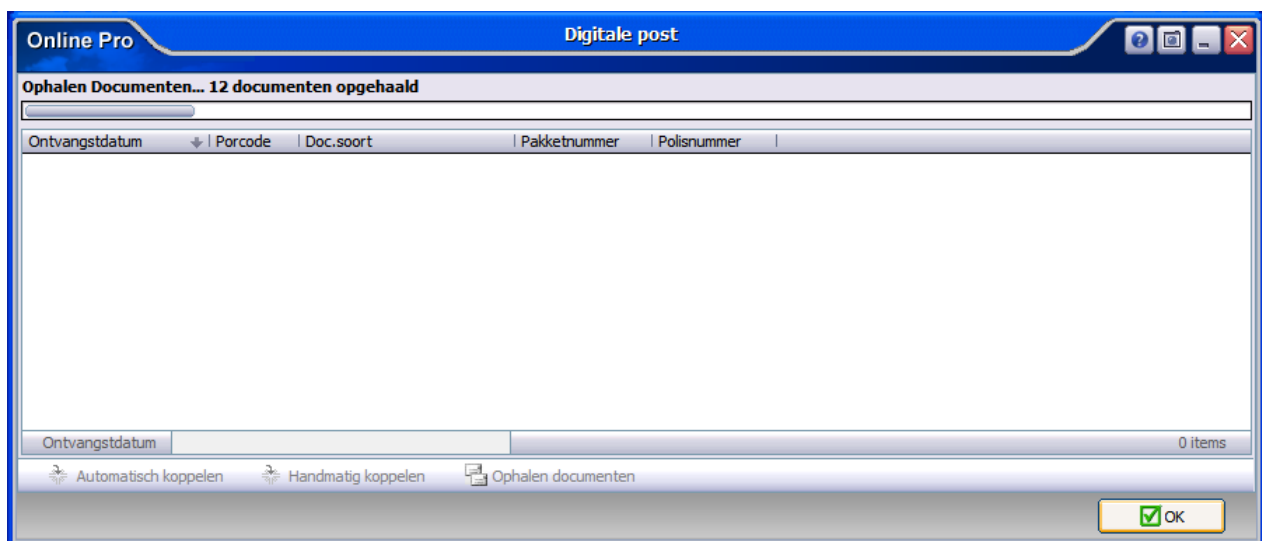 Online Pro
Digitale post
Ophalen Documenten... 12 documenten opgehaald
Ontvangstdatum Porcode Doc.soort Pakketnummer Polisnummer
Ontvangstdatum 0 items
Automatisch koppelen Handmatig koppelen Ophalen documenten
OK